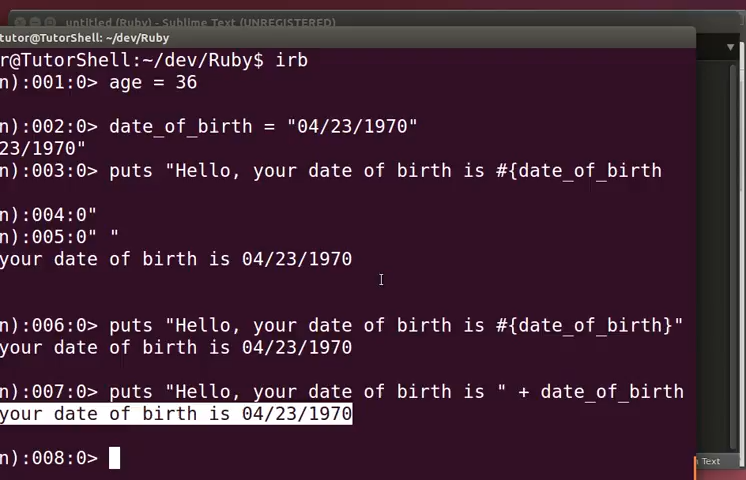 untitled (Ruby) - Sublime Text (UNREGISTERED)
tutor@TutorShell: ~/dev/Ruby
r@TutorShell:~/dev/Ruby$ irb
n):001:0> age = 36
n):002:0> date_of_birth = "04/23/1970"
23/1970"
n):003:0> puts "Hello, your date of birth is #{date_of_birth
n):004:0"
n):005:0" "
your date of birth is 04/23/1970
n):006:0> puts "Hello, your date of birth is #{date_of_birth}"
your date of birth is 04/23/1970
n):007:0> puts "Hello, your date of birth is " + date_of_birth
your date of birth is 04/23/1970
n):008:0>
Text